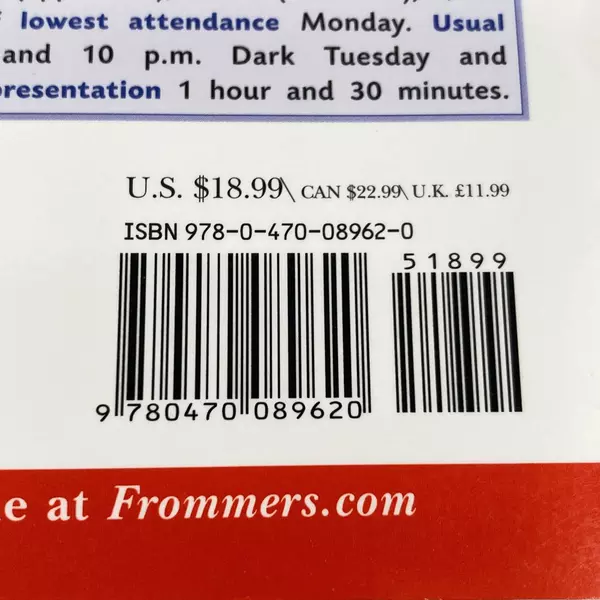 lowest attendance Monday. Usual
and 10 p.m. Dark Tuesday and
resentation 1 hour and 30 minutes.
U.S. $18.99\ CAN $22.99\ U.K. £11.99
ISBN 978-0-470-08962-0
51899
9 780470 089620
e at Frommers.com